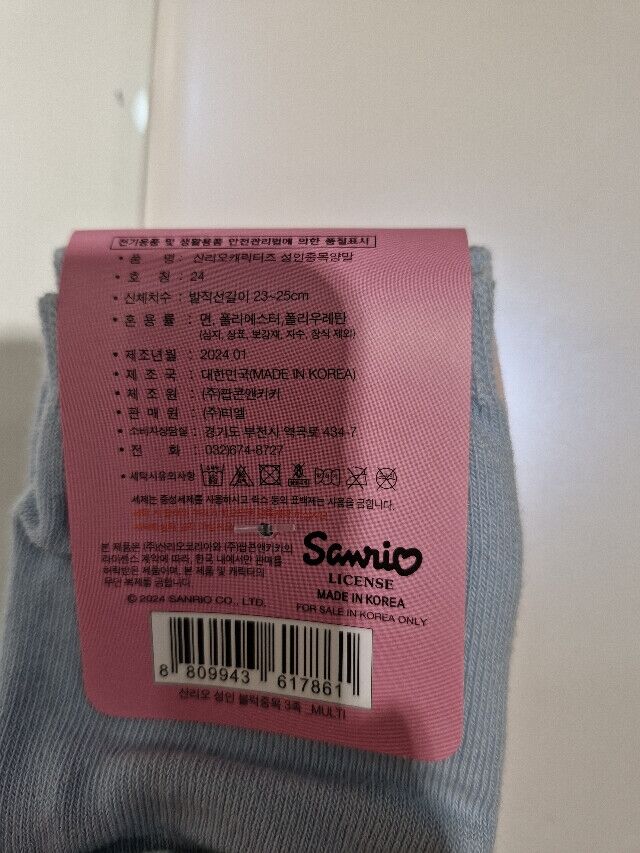 전기용품 및 생활용품 안전관리법에 의한 품질표시
• 품 명 : 산리오캐릭터즈 성인중목양말
• 호 칭 : 24
• 신체치수 : 발직선길이 23~25cm
• 혼 용 률 : 면, 폴리에스터, 폴리우레탄
(심지, 상표, 보강재, 자수, 장식 제외)
• 제조년월 : 2024 01
• 제 조 국 : 대한민국(MADE IN KOREA)
• 제 조 원 : (주)팝콘앤키키
• 판 매 원 : (주)티엘
• 소비자상담실 : 경기도 부천시 역곡로 434-7
• 전 화 : 032)674-8727
• 세탁시유의사항
세제는 중성세제를 사용하시고 락스 등의 표백제는 사용을 금합니다.
본 제품은 (주)산리오코리아와 (주)팝콘앤키키의
라이센스 계약에 따라, 한국 내에서만 판매를
허락받은 제품이며, 본 제품 및 캐릭터의
무단 복제를 금합니다.
© 2024 SANRIO CO., LTD.
Sanrio
LICENSE
MADE IN KOREA
FOR SALE IN KOREA ONLY
8 809943 617861
산리오 성인 블럭중목 3족 _MULTI